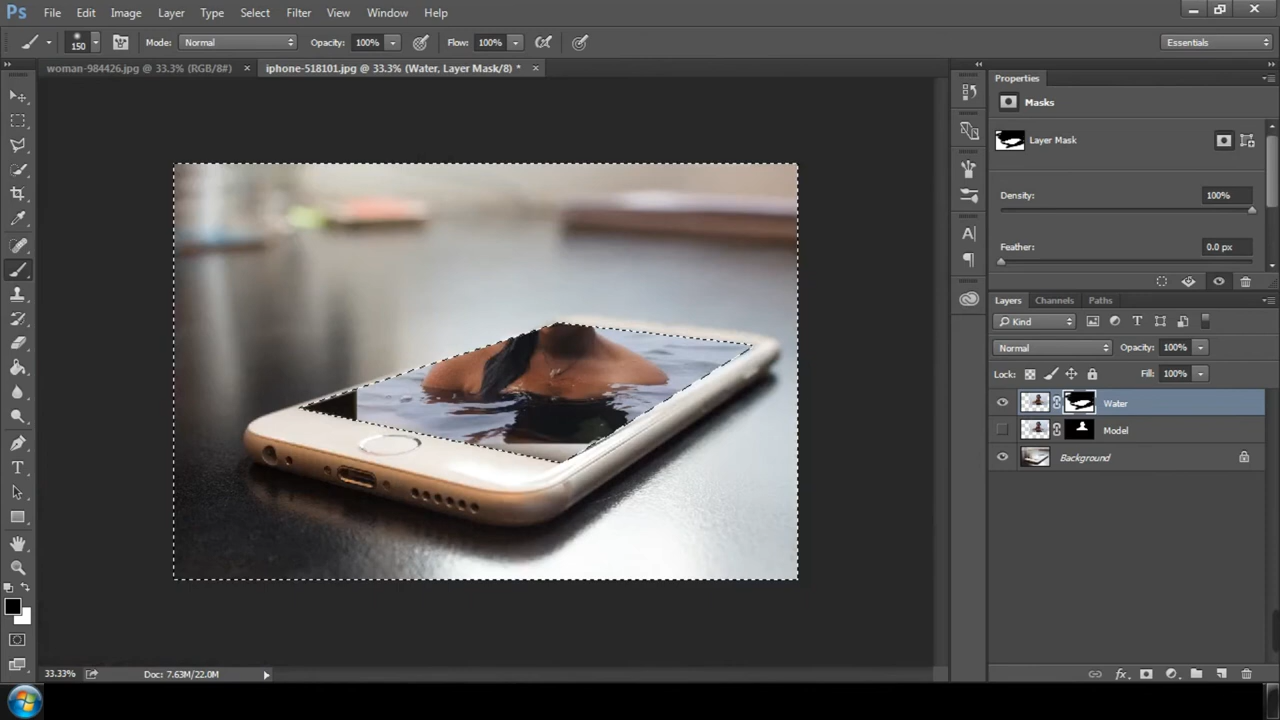 Ps File Edit Image Layer Type Select Filter View Window Help
150 Mode: Normal Opacity: 100% Flow: 100% Essentials
woman-984426.jpg @ 33.3% (RGB/8#) × iphone-518101.jpg @ 33.3% (Water, Layer Mask/8) * ×
Properties
Masks
Layer Mask
Density: 100%
Feather: 0.0 px
Layers Channels Paths
Kind
Normal Opacity: 100%
Lock: Fill: 100%
Water
Model
Background
33.33% Doc: 7.63M/22.0M